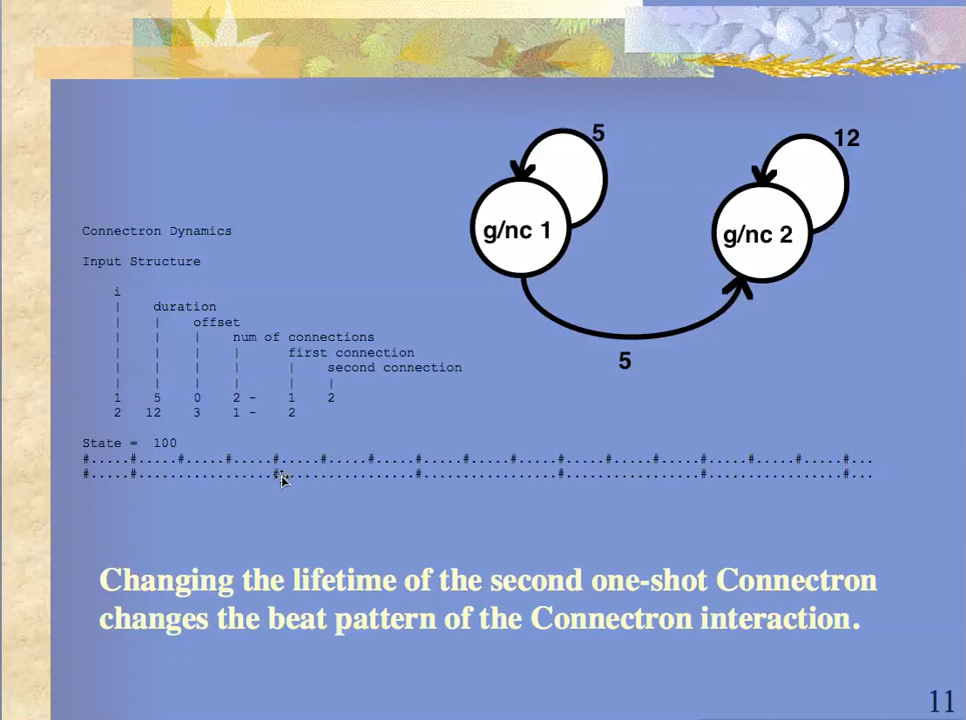 5
12
g/nc 1
g/nc 2
5
Connectron Dynamics
Input Structure
i
| duration
| | offset
| | | num of connections
| | | | first connection
| | | | | second connection
| | | | | |
1 5 0 2 - 1 2
2 12 3 1 - 2
State = 100
#.....#.....#.....#.....#.....#.....#.....#.....#.....#.....#.....#.....#.....#.....#.....#.....#...
#.....#.................#.................#.................#.................#.................#...
Changing the lifetime of the second one-shot Connectron
changes the beat pattern of the Connectron interaction.
11